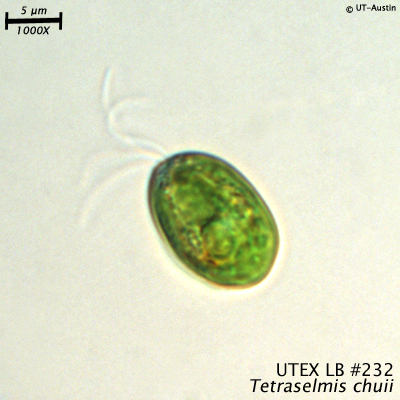 5 µm
1000X
© UT-Austin
UTEX LB #232
Tetraselmis chuii